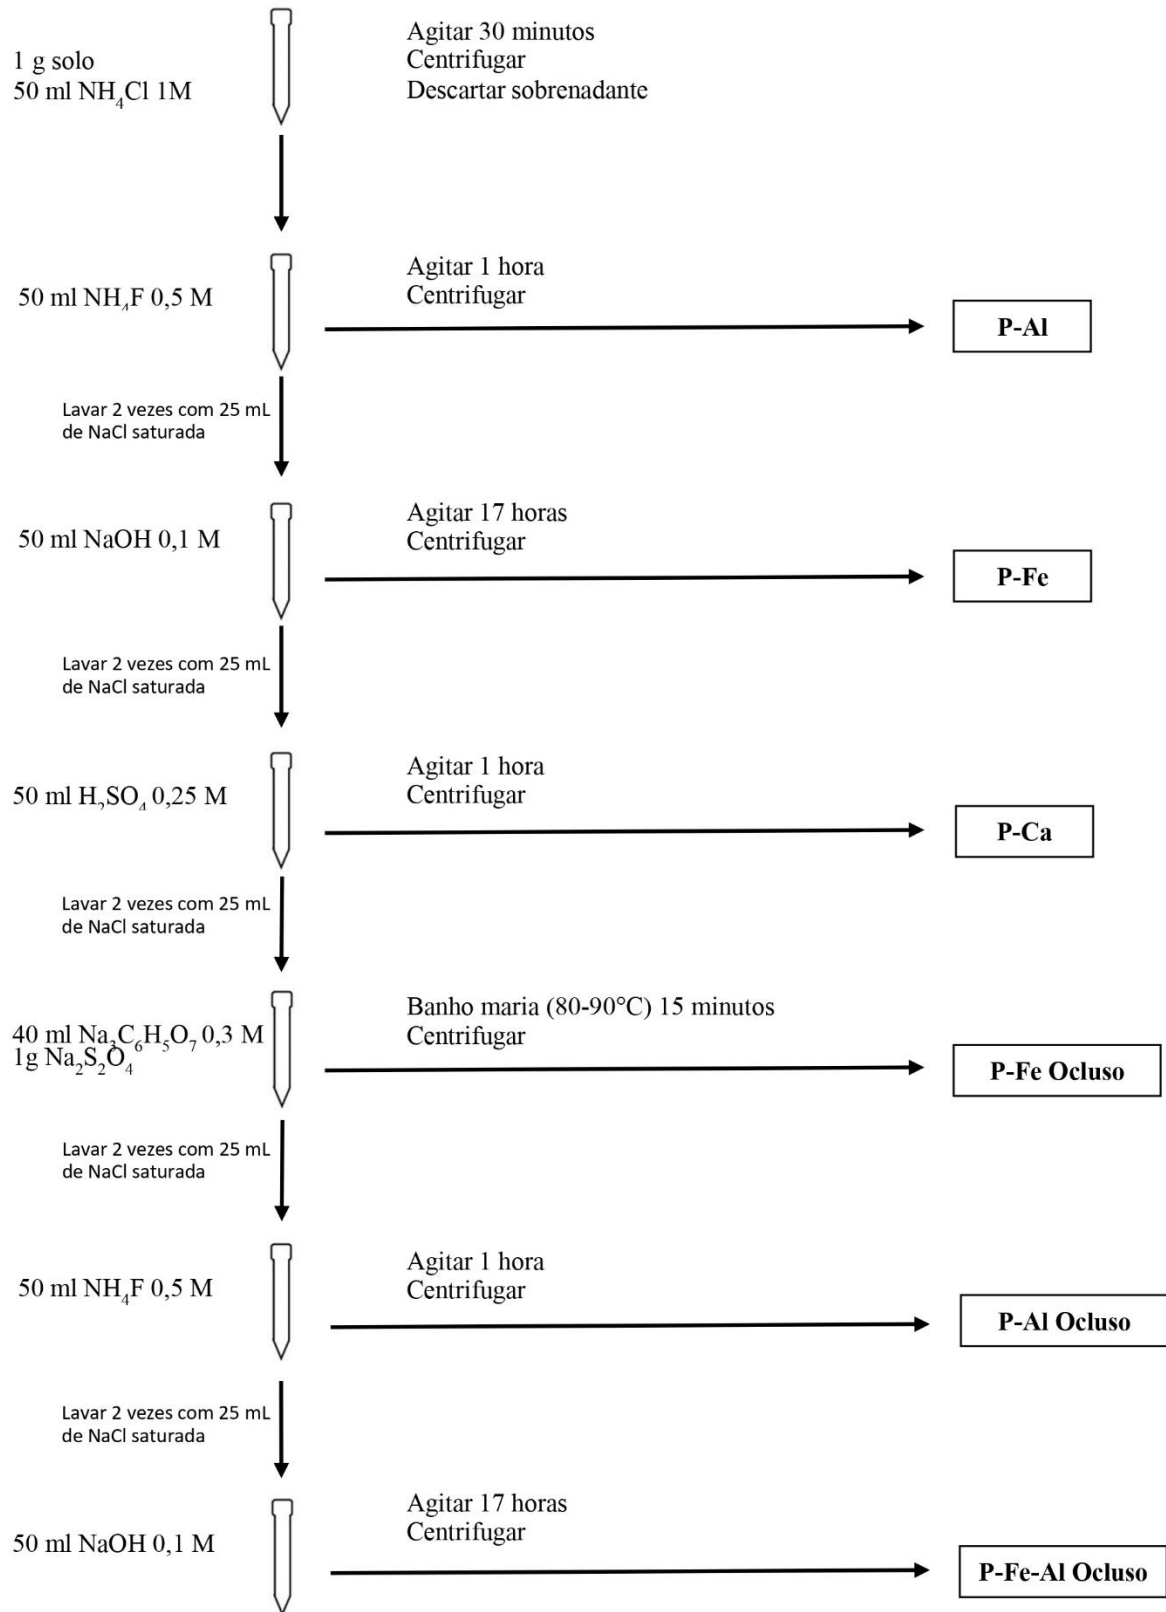 1 g solo
50 ml NH₄Cl 1M
Agitar 30 minutos
Centrifugar
Descartar sobrenadante
50 ml NH₄F 0,5 M
Agitar 1 hora
Centrifugar
P-Al
Lavar 2 vezes com 25 mL
de NaCl saturada
50 ml NaOH 0,1 M
Agitar 17 horas
Centrifugar
P-Fe
Lavar 2 vezes com 25 mL
de NaCl saturada
50 ml H₂SO₄ 0,25 M
Agitar 1 hora
Centrifugar
P-Ca
Lavar 2 vezes com 25 mL
de NaCl saturada
40 ml Na₃C₆H₅O₇ 0,3 M
1g Na₂S₂O₄
Banho maria (80-90°C) 15 minutos
Centrifugar
P-Fe Ocluso
Lavar 2 vezes com 25 mL
de NaCl saturada
50 ml NH₄F 0,5 M
Agitar 1 hora
Centrifugar
P-Al Ocluso
Lavar 2 vezes com 25 mL
de NaCl saturada
50 ml NaOH 0,1 M
Agitar 17 horas
Centrifugar
P-Fe-Al Ocluso